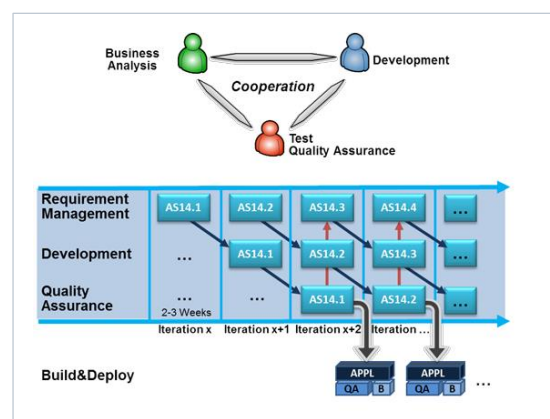 Business
Analysis
Development
Cooperation
Test
Quality Assurance
Requirement
Management
AS14.1
AS14.2
AS14.3
AS14.4
...
Development
...
AS14.1
AS14.2
AS14.3
...
Quality
Assurance
...
...
AS14.1
AS14.2
...
2-3 Weeks
Iteration x
Iteration x+1
Iteration x+2
Iteration ...
Build&Deploy
APPL
QA
B
APPL
QA
B
...